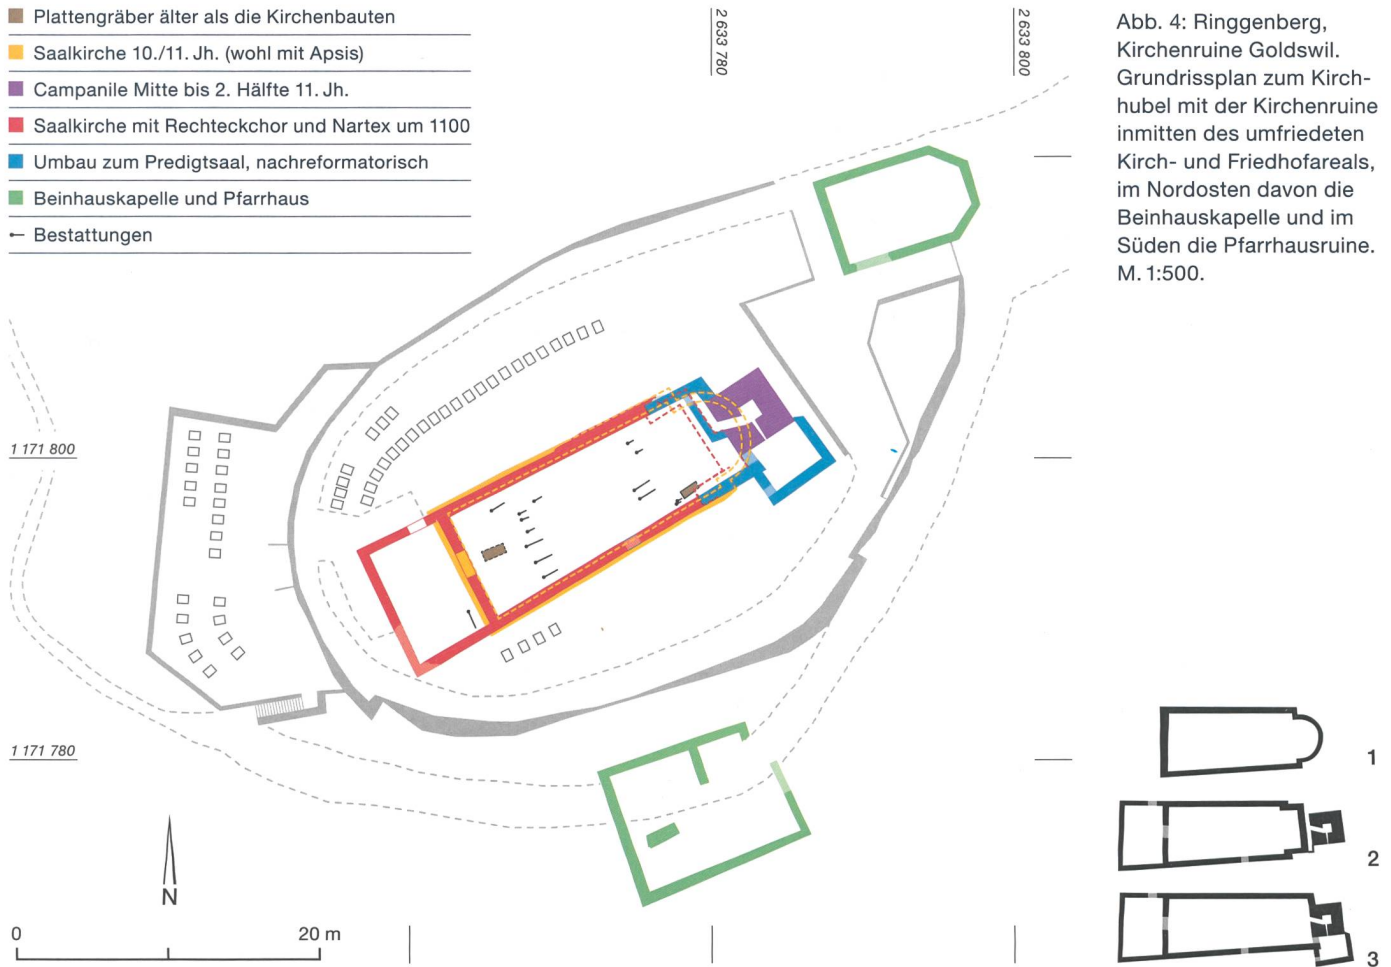 Plattengräber älter als die Kirchenbauten
Saalkirche 10./11. Jh. (wohl mit Apsis)
Campanile Mitte bis 2. Hälfte 11. Jh.
Saalkirche mit Rechteckchor und Nartex um 1100
Umbau zum Predigtsaal, nachreformatorisch
Beinhauskapelle und Pfarrhaus
Bestattungen
2 633 780
2 633 800
Abb. 4: Ringgenberg,
Kirchenruine Goldswil.
Grundrissplan zum Kirch-
hubel mit der Kirchenruine
inmitten des umfriedeten
Kirch- und Friedhofareals,
im Nordosten davon die
Beinhauskapelle und im
Süden die Pfarrhausruine.
M. 1:500.
1 171 800
1 171 780
N
0
20 m
1
2
3